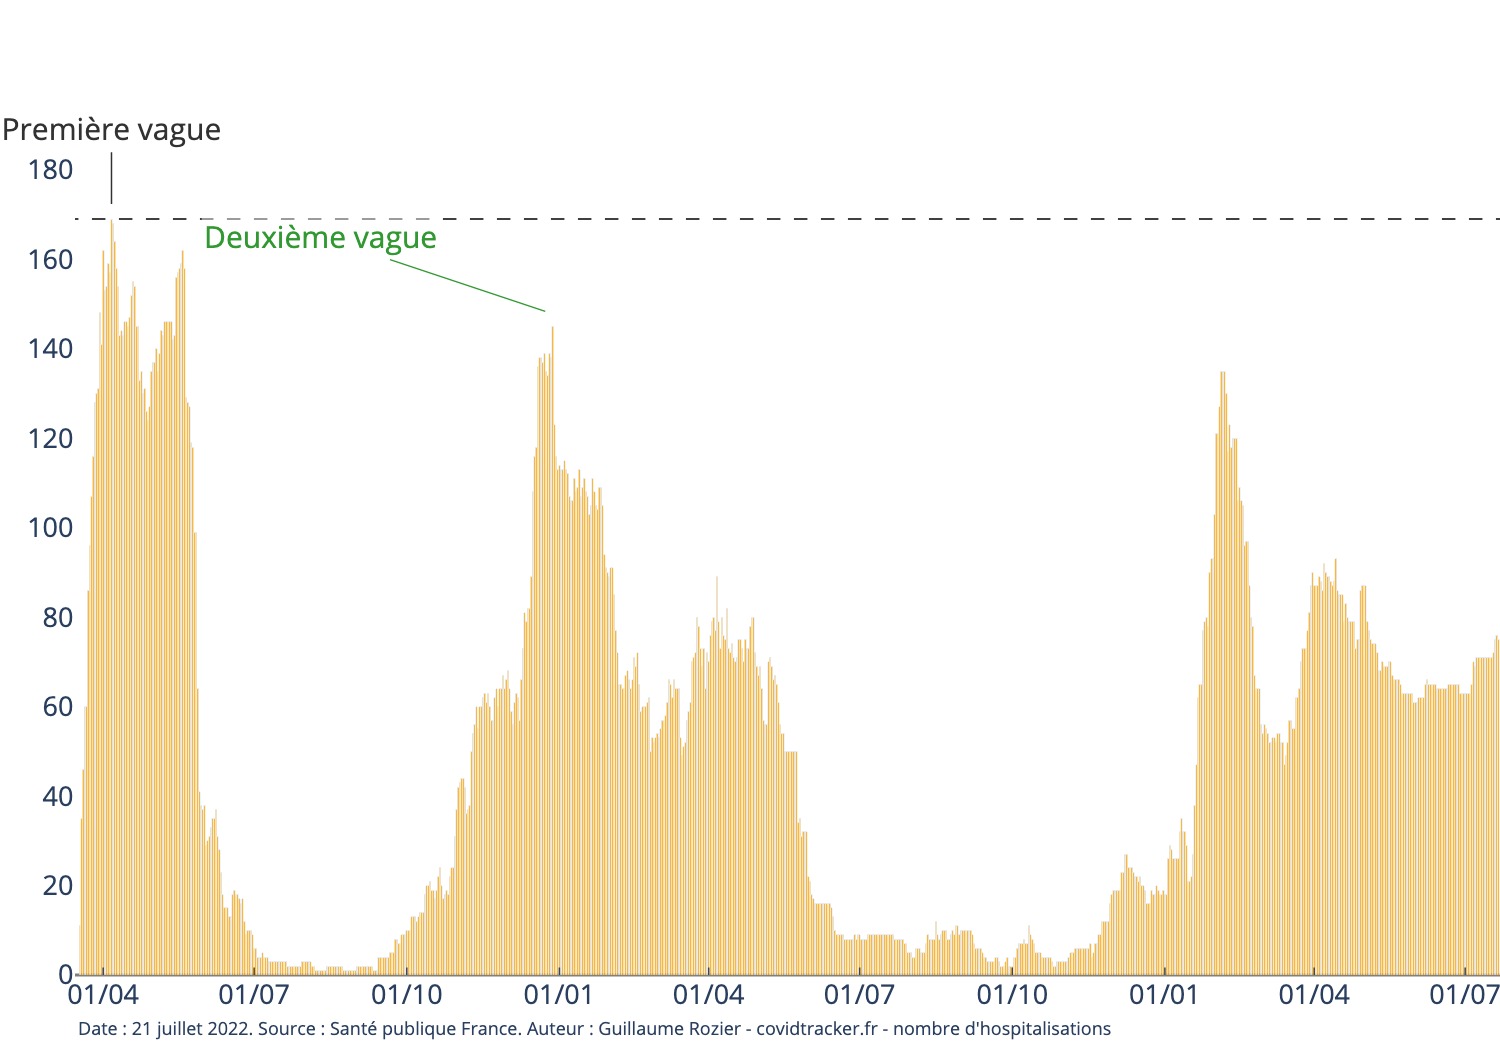 Première vague
180
Deuxième vague
160
140
120
100
80
60
40
20
0
01/04 01/07 01/10 01/01 01/04 01/07 01/10 01/01 01/04 01/07
Date : 21 juillet 2022. Source : Santé publique France. Auteur : Guillaume Rozier - covidtracker.fr - nombre d'hospitalisations